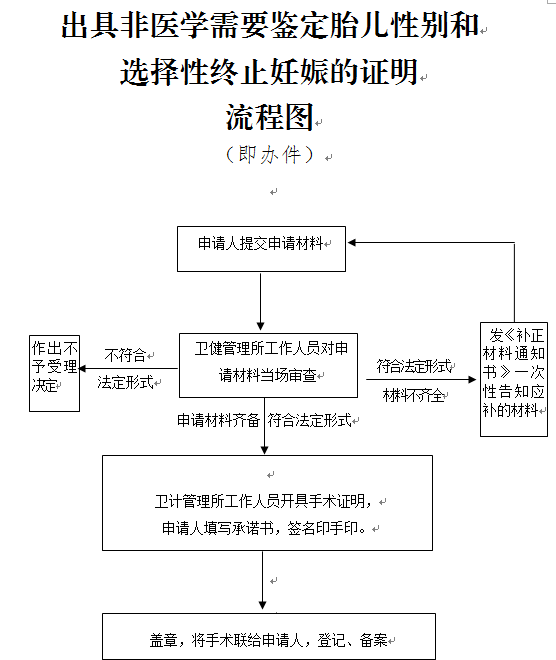 出具非医学需要鉴定胎儿性别和
选择性终止妊娠的证明
流程图
（即办件）
申请人提交申请材料
作出不
予受理
决定
不符合
法定形式
卫健管理所工作人员对申
请材料当场审查
符合法定形式
材料不齐全
发《补正
材料通知
书》一次
性告知应
补的材料
申请材料齐备 符合法定形式
卫计管理所工作人员开具手术证明，
申请人填写承诺书，签名印手印。
盖章，将手术联给申请人，登记、备案